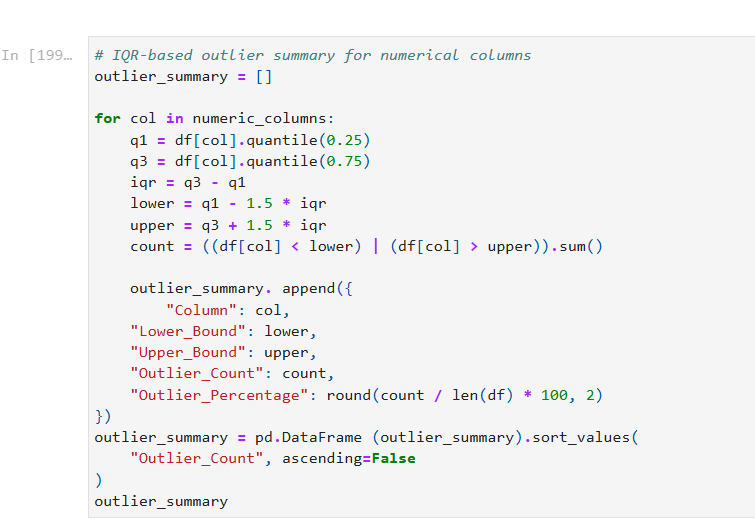 In [199…
# IQR-based outlier summary for numerical columns
outlier_summary = []
for col in numeric_columns:
    q1 = df[col].quantile(0.25)
    q3 = df[col].quantile(0.75)
    iqr = q3 - q1
    lower = q1 - 1.5 * iqr
    upper = q3 + 1.5 * iqr
    count = ((df[col] < lower) | (df[col] > upper)).sum()
    outlier_summary. append({
        "Column": col,
    "Lower_Bound": lower,
    "Upper_Bound": upper,
    "Outlier_Count": count,
    "Outlier_Percentage": round(count / len(df) * 100, 2)
})
outlier_summary = pd.DataFrame (outlier_summary).sort_values(
    "Outlier_Count", ascending=False
)
outlier_summary